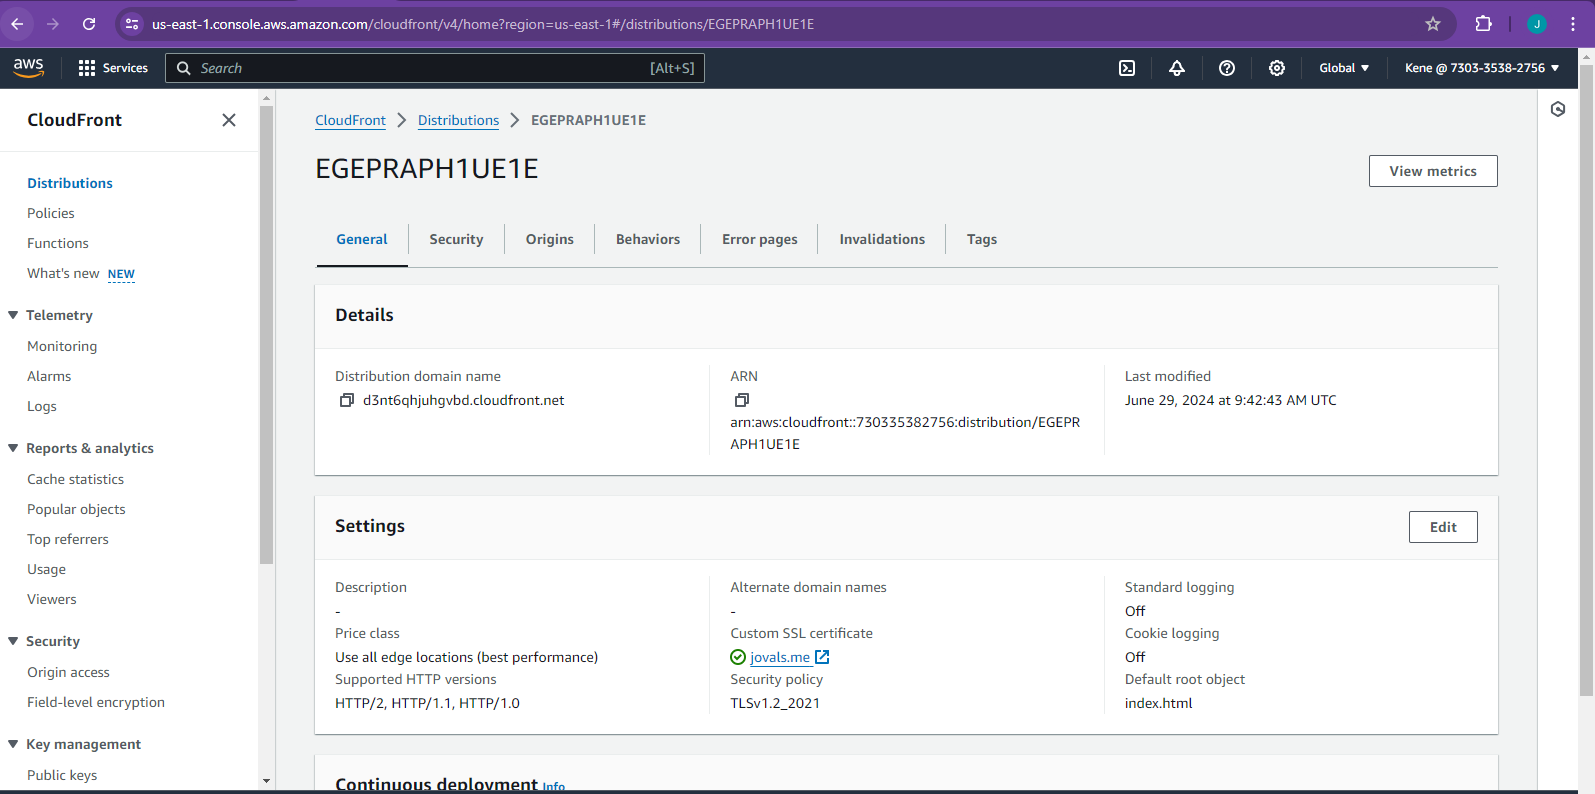 us-east-1.console.aws.amazon.com/cloudfront/v4/home?region=us-east-1#/distributions/EGEPRAPH1UE1E
J
aws
Services
Search
[Alt+S]
Global
Kene @ 7303-3538-2756
CloudFront
Distributions
Policies
Functions
What's new NEW
Telemetry
Monitoring
Alarms
Logs
Reports & analytics
Cache statistics
Popular objects
Top referrers
Usage
Viewers
Security
Origin access
Field-level encryption
Key management
Public keys
CloudFront
Distributions
EGEPRAPH1UE1E
EGEPRAPH1UE1E
View metrics
General
Security
Origins
Behaviors
Error pages
Invalidations
Tags
Details
Distribution domain name
d3nt6qhjuhgvbd.cloudfront.net
ARN
arn:aws:cloudfront::730335382756:distribution/EGEPR
APH1UE1E
Last modified
June 29, 2024 at 9:42:43 AM UTC
Settings
Edit
Description
-
Price class
Use all edge locations (best performance)
Supported HTTP versions
HTTP/2, HTTP/1.1, HTTP/1.0
Alternate domain names
-
Custom SSL certificate
jovals.me
Security policy
TLSv1.2_2021
Standard logging
Off
Cookie logging
Off
Default root object
index.html
Continuous deployment Info